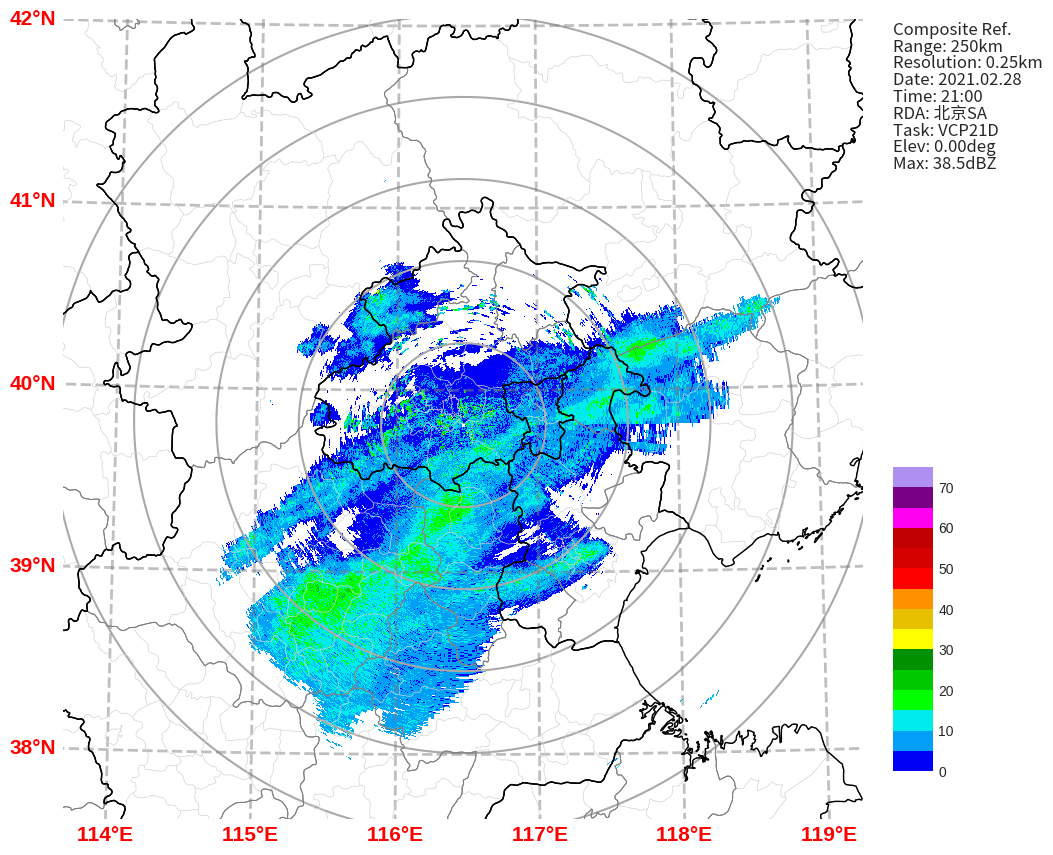 42°N
41°N
40°N
39°N
38°N
114°E
115°E
116°E
117°E
118°E
119°E
Composite Ref.
Range: 250km
Resolution: 0.25km
Date: 2021.02.28
Time: 21:00
RDA: 北京SA
Task: VCP21D
Elev: 0.00deg
Max: 38.5dBZ
70
60
50
40
30
20
10
0